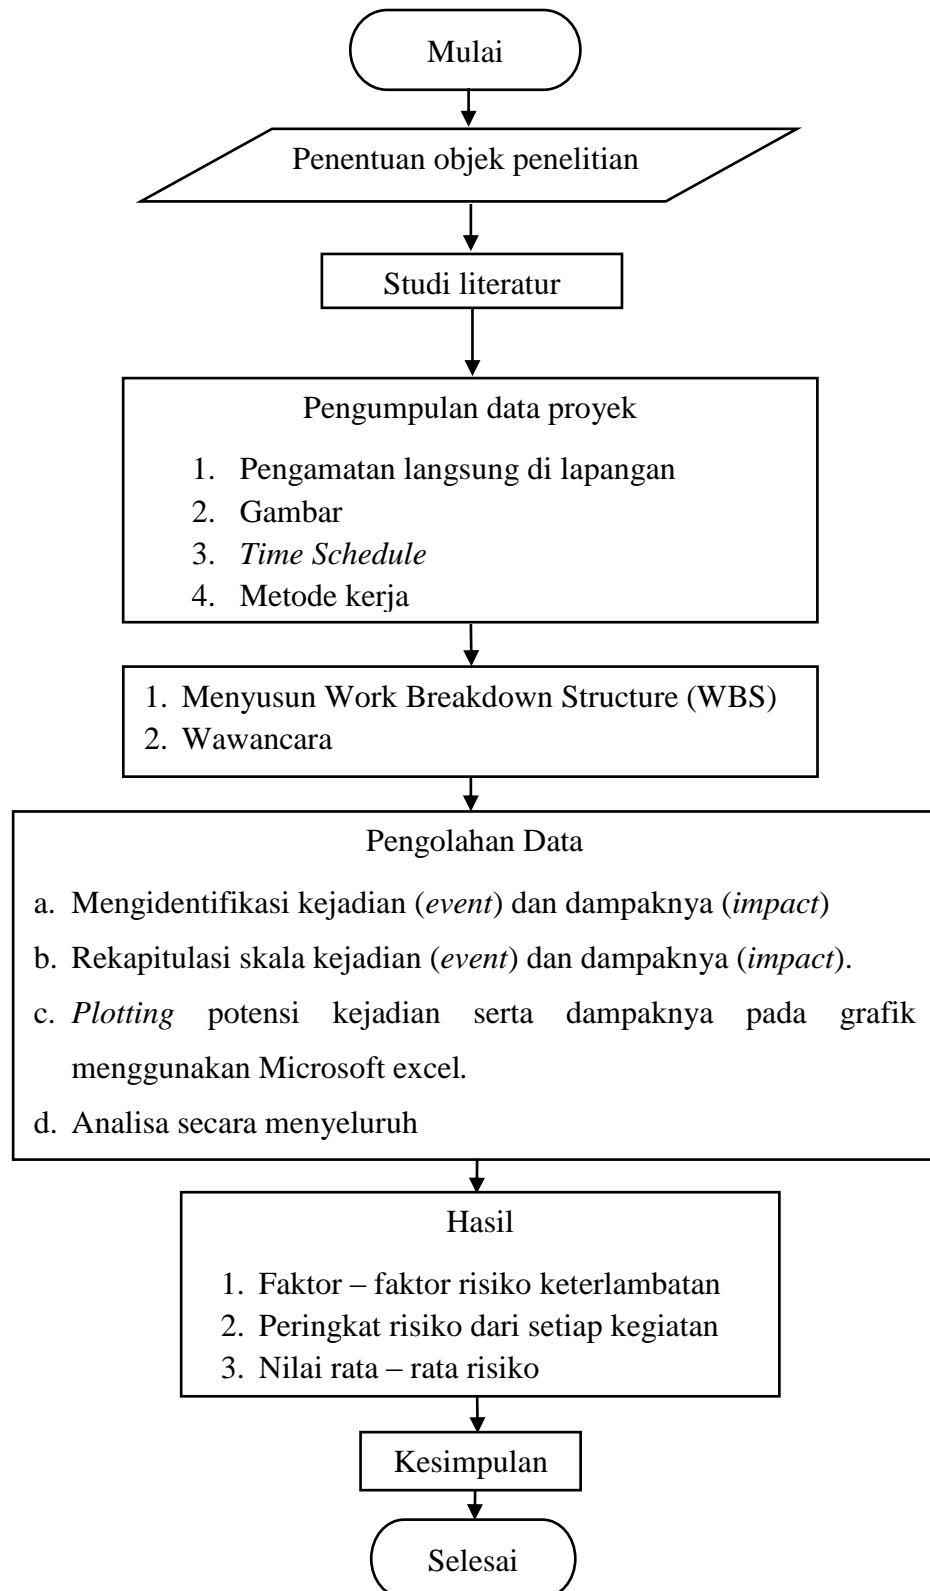 Mulai
Penentuan objek penelitian
Studi literatur
Pengumpulan data proyek
1. Pengamatan langsung di lapangan
2. Gambar
3. Time Schedule
4. Metode kerja
1. Menyusun Work Breakdown Structure (WBS)
2. Wawancara
Pengolahan Data
a. Mengidentifikasi kejadian (event) dan dampaknya (impact)
b. Rekapitulasi skala kejadian (event) dan dampaknya (impact).
c. Plotting potensi kejadian serta dampaknya pada grafik
menggunakan Microsoft excel.
d. Analisa secara menyeluruh
Hasil
1. Faktor – faktor risiko keterlambatan
2. Peringkat risiko dari setiap kegiatan
3. Nilai rata – rata risiko
Kesimpulan
Selesai